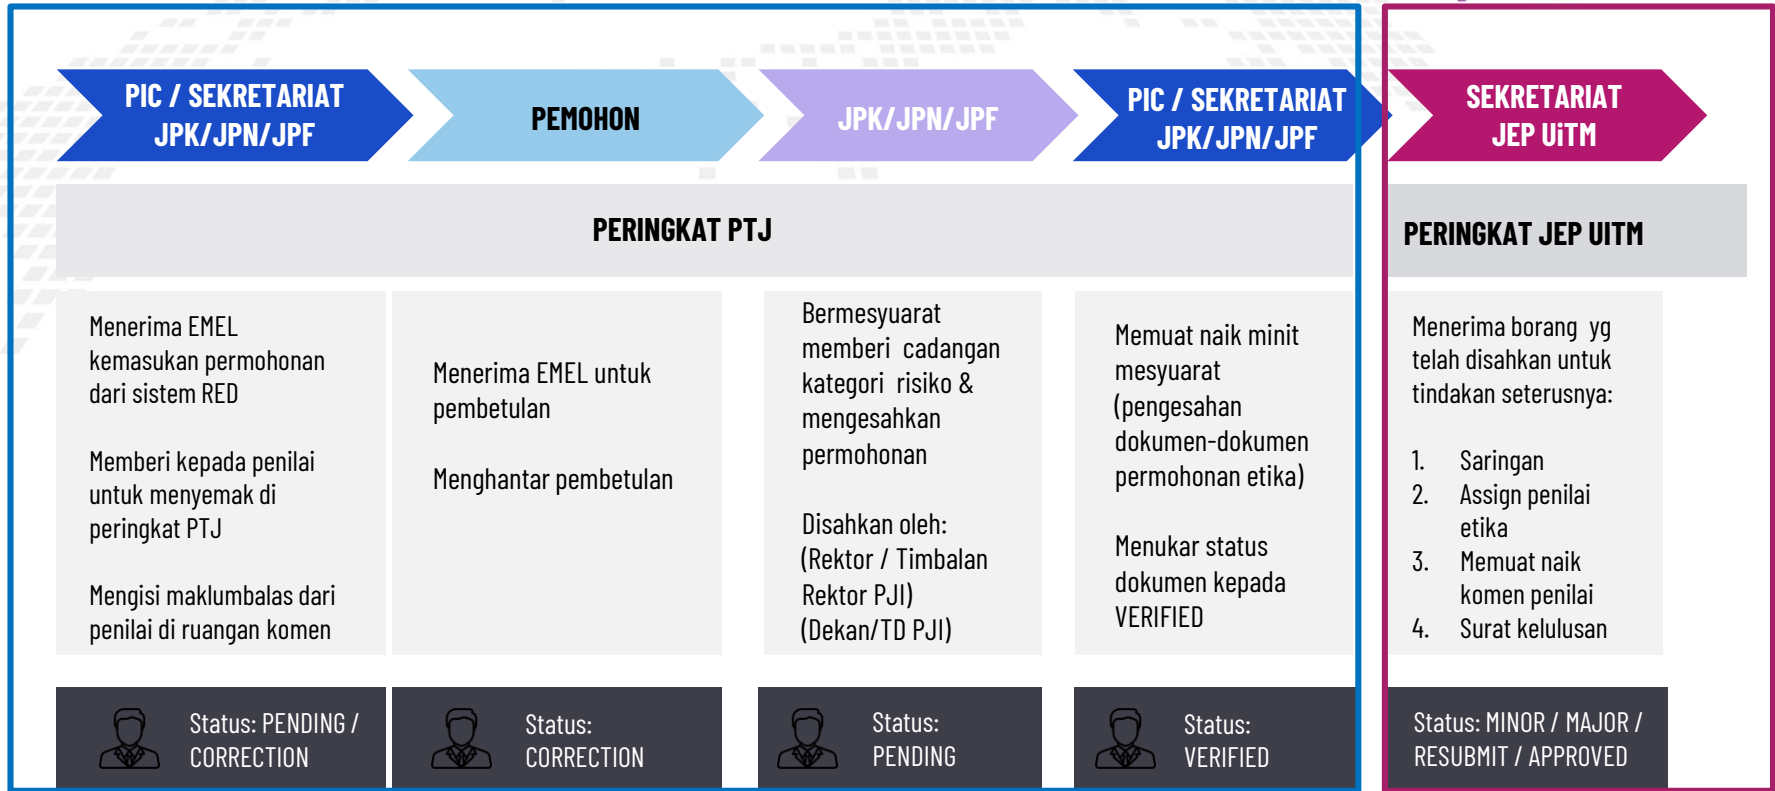 PIC / SEKRETARIAT
JPK/JPN/JPF
PEMOHON
JPK/JPN/JPF
PIC / SEKRETARIAT
JPK/JPN/JPF
SEKRETARIAT
JEP UiTM
PERINGKAT PTJ
PERINGKAT JEP UITM
Menerima EMEL
kemasukan permohonan
dari sistem RED
Memberi kepada penilai
untuk menyemak di
peringkat PTJ
Mengisi maklumbalas dari
penilai di ruangan komen
Menerima EMEL untuk
pembetulan
Menghantar pembetulan
Bermesyuarat
memberi cadangan
kategori risiko &
mengesahkan
permohonan
Disahkan oleh:
(Rektor / Timbalan
Rektor PJI)
(Dekan/TD PJI)
Memuat naik minit
mesyuarat
(pengesahan
dokumen-dokumen
permohonan etika)
Menukar status
dokumen kepada
VERIFIED
Menerima borang yg
telah disahkan untuk
tindakan seterusnya:
1. Saringan
2. Assign penilai
etika
3. Memuat naik
komen penilai
4. Surat kelulusan
Status: PENDING /
CORRECTION
Status:
CORRECTION
Status:
PENDING
Status:
VERIFIED
Status: MINOR / MAJOR /
RESUBMIT / APPROVED